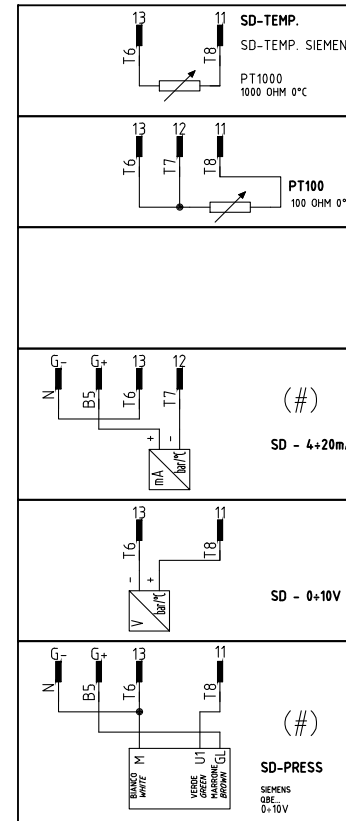 13 11 SD-TEMP.
T6 T8 SD-TEMP. SIEMEN
PT1000
1000 OHM 0°C
13 12 11
T6 T7 T8
PT100
100 OHM 0°
G- G+ 13 12
N B5 T6 T7
(#)
+ -
mA bar/°C
SD - 4÷20m
13 11
T6 T8
- +
V bar/°C
SD - 0÷10V
G- G+ 13 11
N B5 T6 T8
(#)
M U1 GL
BIANCO VERDE MARRONE
WHITE GREEN BROWN
SD-PRESS
SIEMENS
QBE...
0÷10V